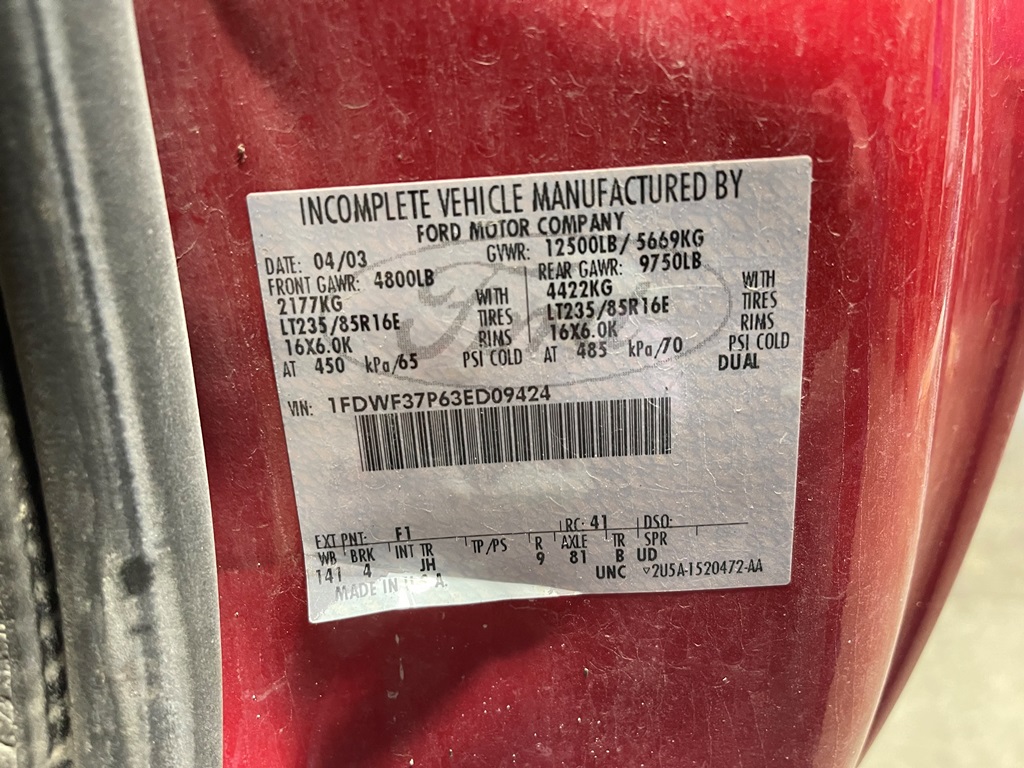 INCOMPLETE VEHICLE MANUFACTURED BY
FORD MOTOR COMPANY
DATE: 04/03 GVWR: 12500LB/ 5669KG
FRONT GAWR: 4800LB REAR GAWR: 9750LB
2177KG WITH 4422KG WITH
LT235/85R16E TIRES LT235/85R16E TIRES
16X6.0K RIMS 16X6.0K RIMS
AT 450 kPa/65 PSI COLD AT 485 kPa/70 PSI COLD
DUAL
VIN: 1FDWF37P63ED09424
EXT PNT: F1 RC: 41 DSO:
WB BRK INT TR TP/PS R AXLE TR SPR
141 4 JH 9 81 B UD
UNC ▽2U5A-1520472-AA
MADE IN U.S.A.
Ford